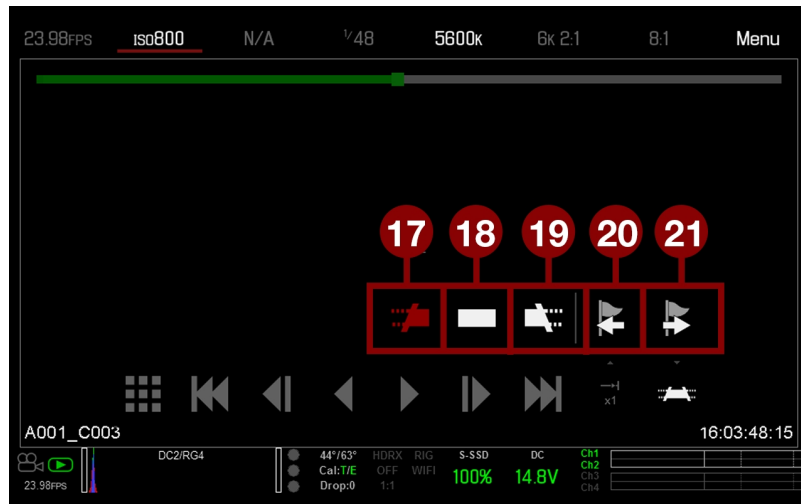 23.98FPS ISO800 N/A 1/48 5600K 6K 2:1 8:1 Menu
17 18 19 20 21
x1
A001_C003 16:03:48:15
DC2/RG4 44°/63° HDRX RIG S-SSD DC Ch1
Cal:T/E OFF WIFI 100% 14.8V Ch2
23.98FPS Drop:0 1:1 Ch3
Ch4